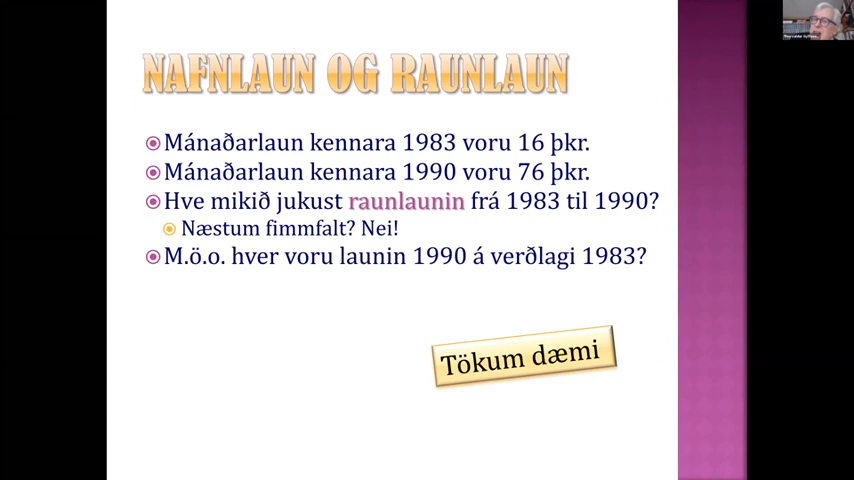 NAFNLAUN OG RAUNLAUN
Mánaðarlaun kennara 1983 voru 16 þkr.
Mánaðarlaun kennara 1990 voru 76 þkr.
Hve mikið jukust raunlaunin frá 1983 til 1990?
Næstum fimmfalt? Nei!
M.ö.o. hver voru launin 1990 á verðlagi 1983?
Tökum dæmi